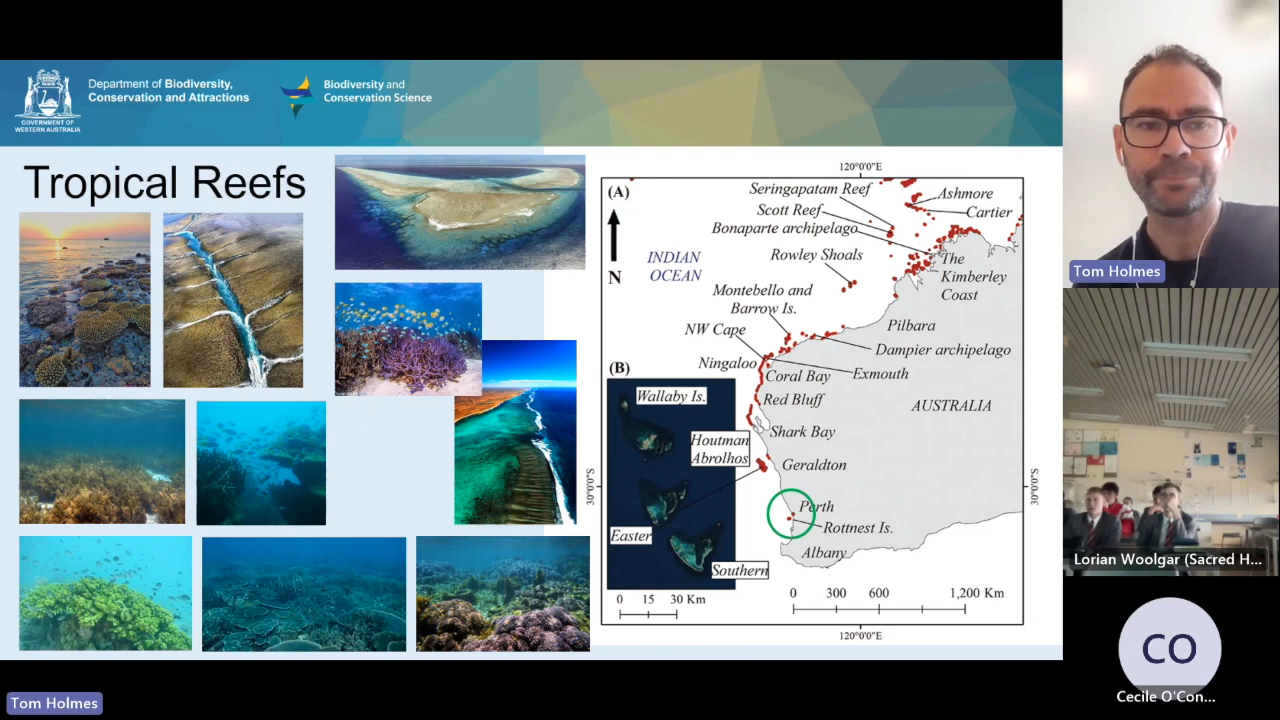 Department of Biodiversity,
Conservation and Attractions
GOVERNMENT OF
WESTERN AUSTRALIA
Biodiversity and
Conservation Science
Tropical Reefs
120°0'0"E
(A)
N
INDIAN
OCEAN
Seringapatam Reef
Ashmore
Scott Reef
Cartier
Bonaparte archipelago
Rowley Shoals
The
Kimberley
Coast
Montebello and
Barrow Is.
NW Cape
Pilbara
Dampier archipelago
Ningaloo
Exmouth
Coral Bay
Red Bluff
AUSTRALIA
Shark Bay
(B)
Wallaby Is.
Houtman
Abrolhos
Geraldton
30°0'0"S
30°0'0"S
Perth
Rottnest Is.
Easter
Albany
Southern
0 15 30 Km
0 300 600 1,200 Km
120°0'0"E
Tom Holmes
Lorian Woolgar (Sacred H...
CO
Cecile O'Con...
Tom Holmes